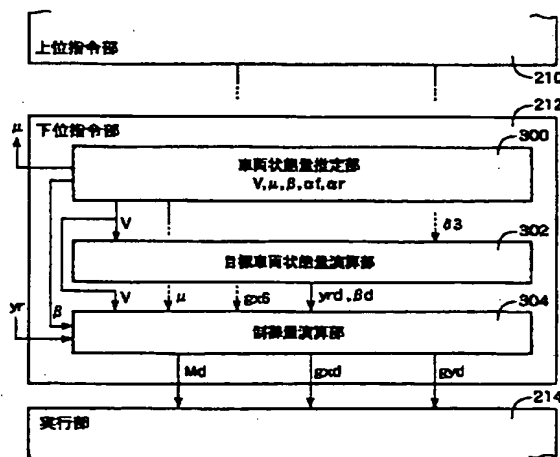 上位指令部
210
212
下位指令部
300
μ
車両状態量推定部
V,μ,β,αf,αr
V
δ3
302
目標車両状態量演算部
yr
β
V
μ
gx6
yrd,βd
304
制御量演算部
Md
gxd
gyd
214
実行部